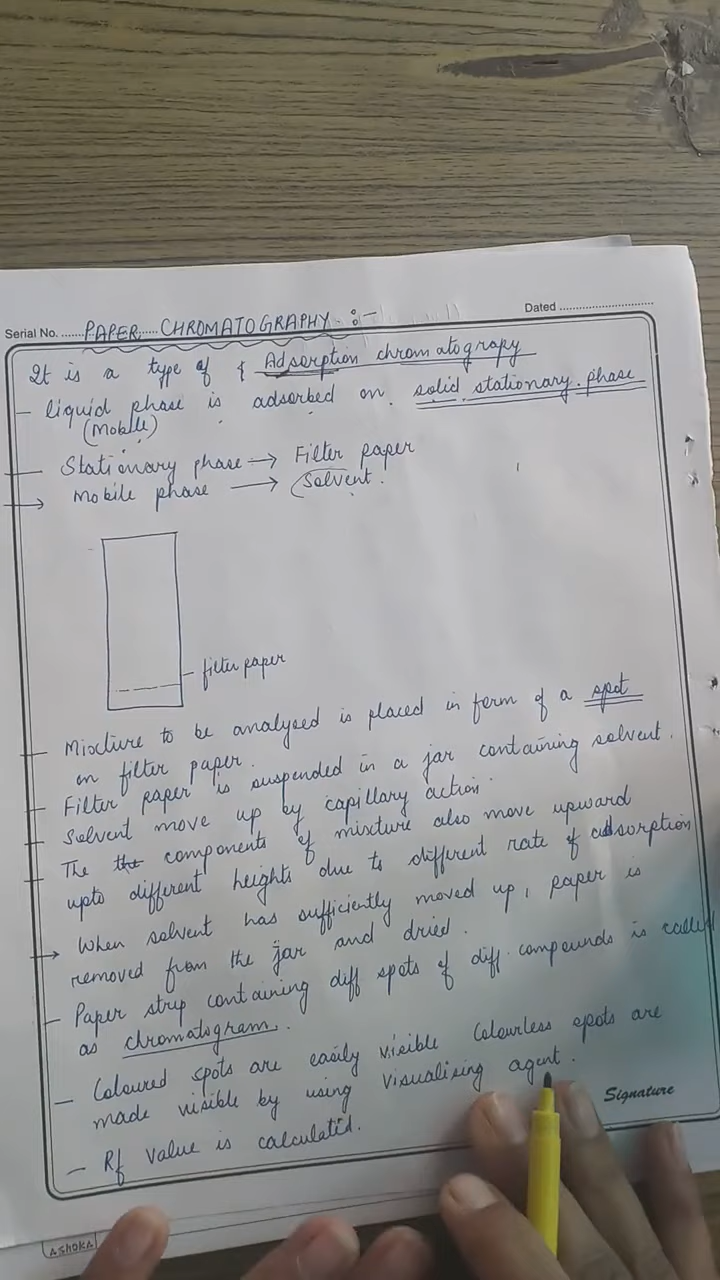 Serial No. ...... PAPER ..... CHROMATOGRAPHY :-
Dated ............................
It is a type of Adsorption chromatograpy
- liquid phase is adsorbed on solid stationary phase
(Mobile)
— Stationary phase → Filter paper
→ Mobile phase → Solvent.
filter paper
— Mixture to be analysed is placed in form of a spot
on filter paper.
— Filter paper is suspended in a jar containing solvent.
— Solvent move up by capillary action.
— The the components of mixture also move upward
upto different heights due to different rate of adsorption
→ When solvent has sufficiently moved up, paper is
removed from the jar and dried.
— Paper strip containing diff spots of diff. compounds is called
as chromatogram.
— Coloured spots are easily visible Colourless spots are
made visible by using visualising agent.
— Rf value is calculated.
Signature
ASHOKA